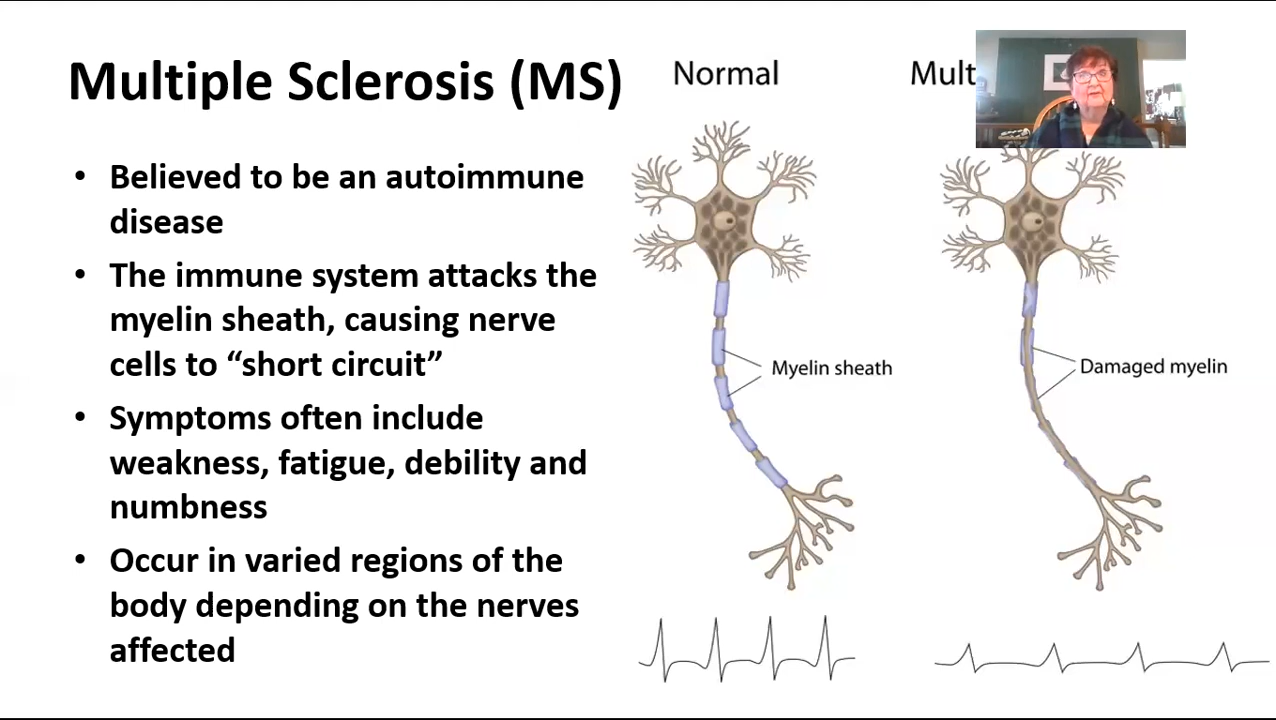 Multiple Sclerosis (MS)
• Believed to be an autoimmune
disease
• The immune system attacks the
myelin sheath, causing nerve
cells to “short circuit”
• Symptoms often include
weakness, fatigue, debility and
numbness
• Occur in varied regions of the
body depending on the nerves
affected
Normal
Mult
Myelin sheath
Damaged myelin